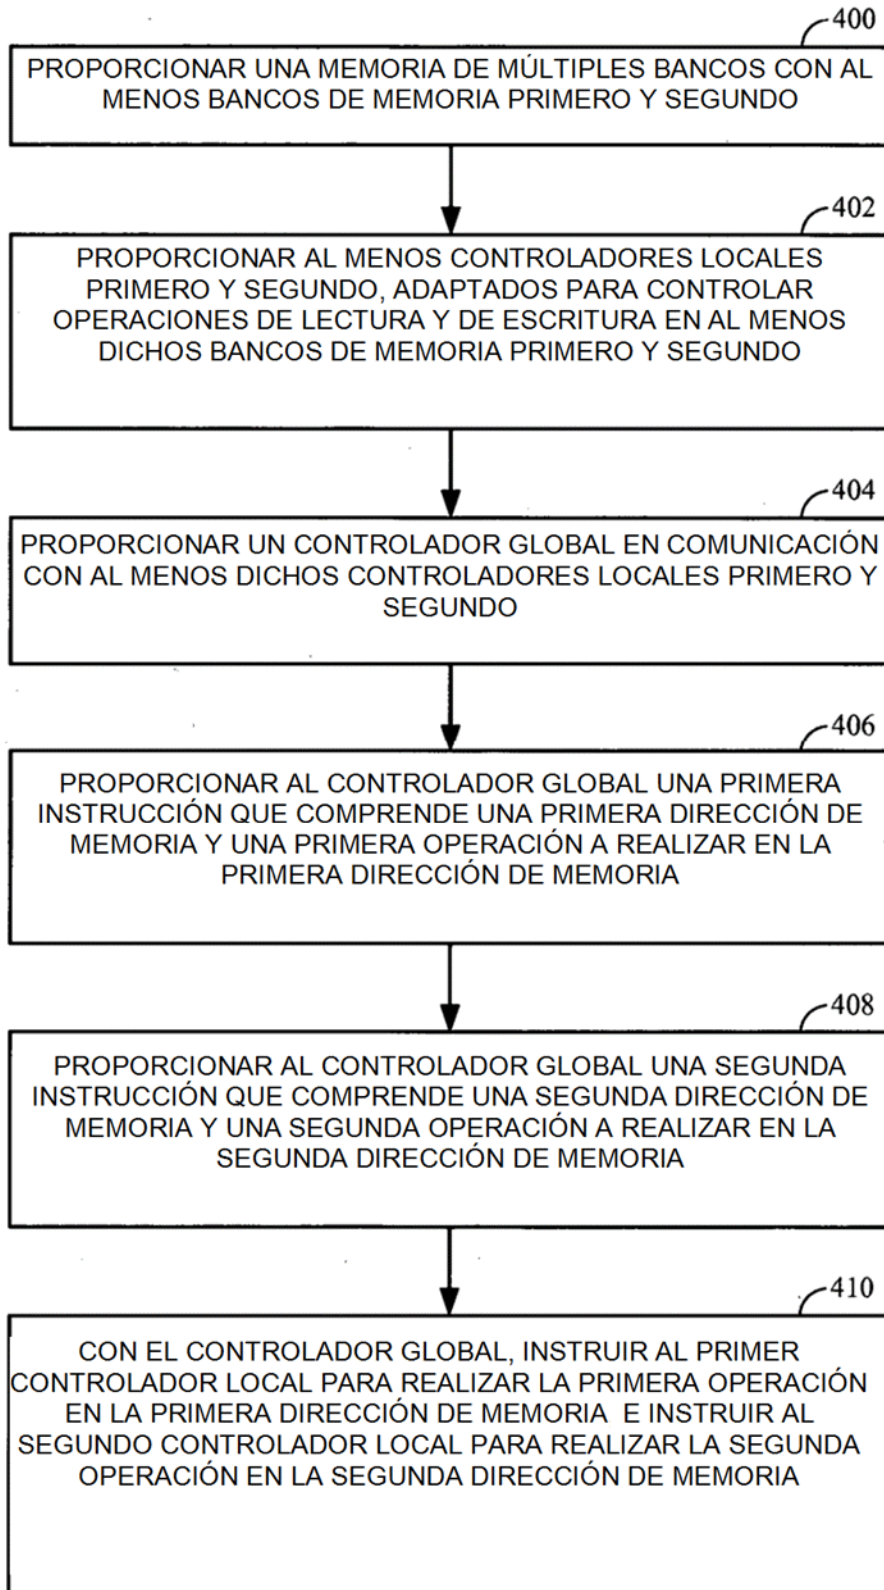 400
PROPORCIONAR UNA MEMORIA DE MÚLTIPLES BANCOS CON AL
MENOS BANCOS DE MEMORIA PRIMERO Y SEGUNDO
402
PROPORCIONAR AL MENOS CONTROLADORES LOCALES
PRIMERO Y SEGUNDO, ADAPTADOS PARA CONTROLAR
OPERACIONES DE LECTURA Y DE ESCRITURA EN AL MENOS
DICHOS BANCOS DE MEMORIA PRIMERO Y SEGUNDO
404
PROPORCIONAR UN CONTROLADOR GLOBAL EN COMUNICACIÓN
CON AL MENOS DICHOS CONTROLADORES LOCALES PRIMERO Y
SEGUNDO
406
PROPORCIONAR AL CONTROLADOR GLOBAL UNA PRIMERA
INSTRUCCIÓN QUE COMPRENDE UNA PRIMERA DIRECCIÓN DE
MEMORIA Y UNA PRIMERA OPERACIÓN A REALIZAR EN LA
PRIMERA DIRECCIÓN DE MEMORIA
408
PROPORCIONAR AL CONTROLADOR GLOBAL UNA SEGUNDA
INSTRUCCIÓN QUE COMPRENDE UNA SEGUNDA DIRECCIÓN DE
MEMORIA Y UNA SEGUNDA OPERACIÓN A REALIZAR EN LA
SEGUNDA DIRECCIÓN DE MEMORIA
410
CON EL CONTROLADOR GLOBAL, INSTRUIR AL PRIMER
CONTROLADOR LOCAL PARA REALIZAR LA PRIMERA OPERACIÓN
EN LA PRIMERA DIRECCIÓN DE MEMORIA E INSTRUIR AL
SEGUNDO CONTROLADOR LOCAL PARA REALIZAR LA SEGUNDA
OPERACIÓN EN LA SEGUNDA DIRECCIÓN DE MEMORIA